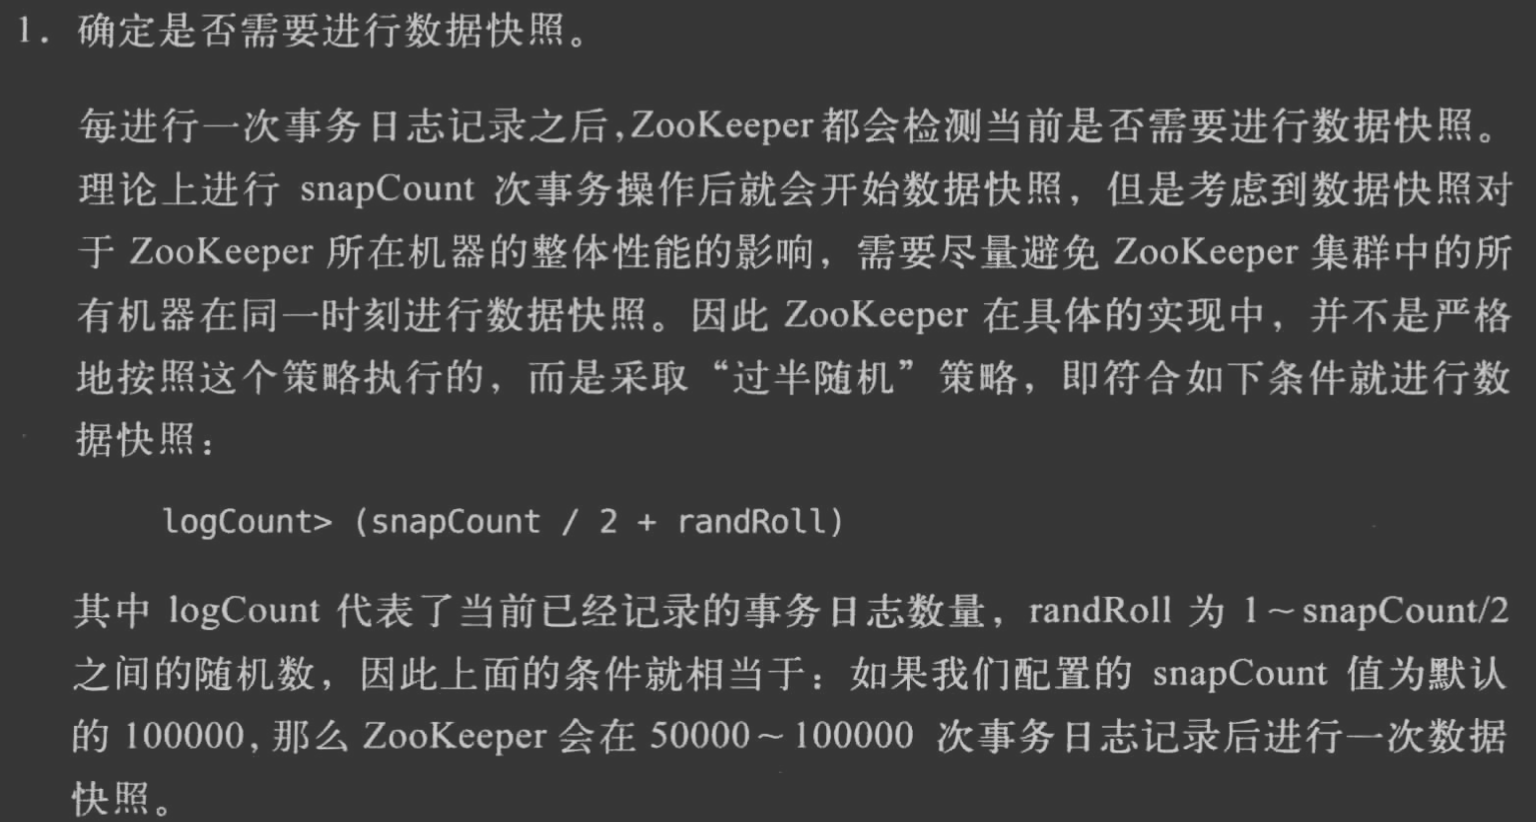 1. 确定是否需要进行数据快照。
每进行一次事务日志记录之后,ZooKeeper 都会检测当前是否需要进行数据快照。
理论上进行 snapCount 次事务操作后就会开始数据快照，但是考虑到数据快照对
于 ZooKeeper 所在机器的整体性能的影响，需要尽量避免 ZooKeeper 集群中的所
有机器在同一时刻进行数据快照。因此 ZooKeeper 在具体的实现中，并不是严格
地按照这个策略执行的，而是采取“过半随机”策略，即符合如下条件就进行数
据快照：
logCount> (snapCount / 2 + randRoll)
其中 logCount 代表了当前已经记录的事务日志数量，randRoll 为 1～snapCount/2
之间的随机数，因此上面的条件就相当于：如果我们配置的 snapCount 值为默认
的 100000, 那么 ZooKeeper 会在 50000～100000 次事务日志记录后进行一次数据
快照。